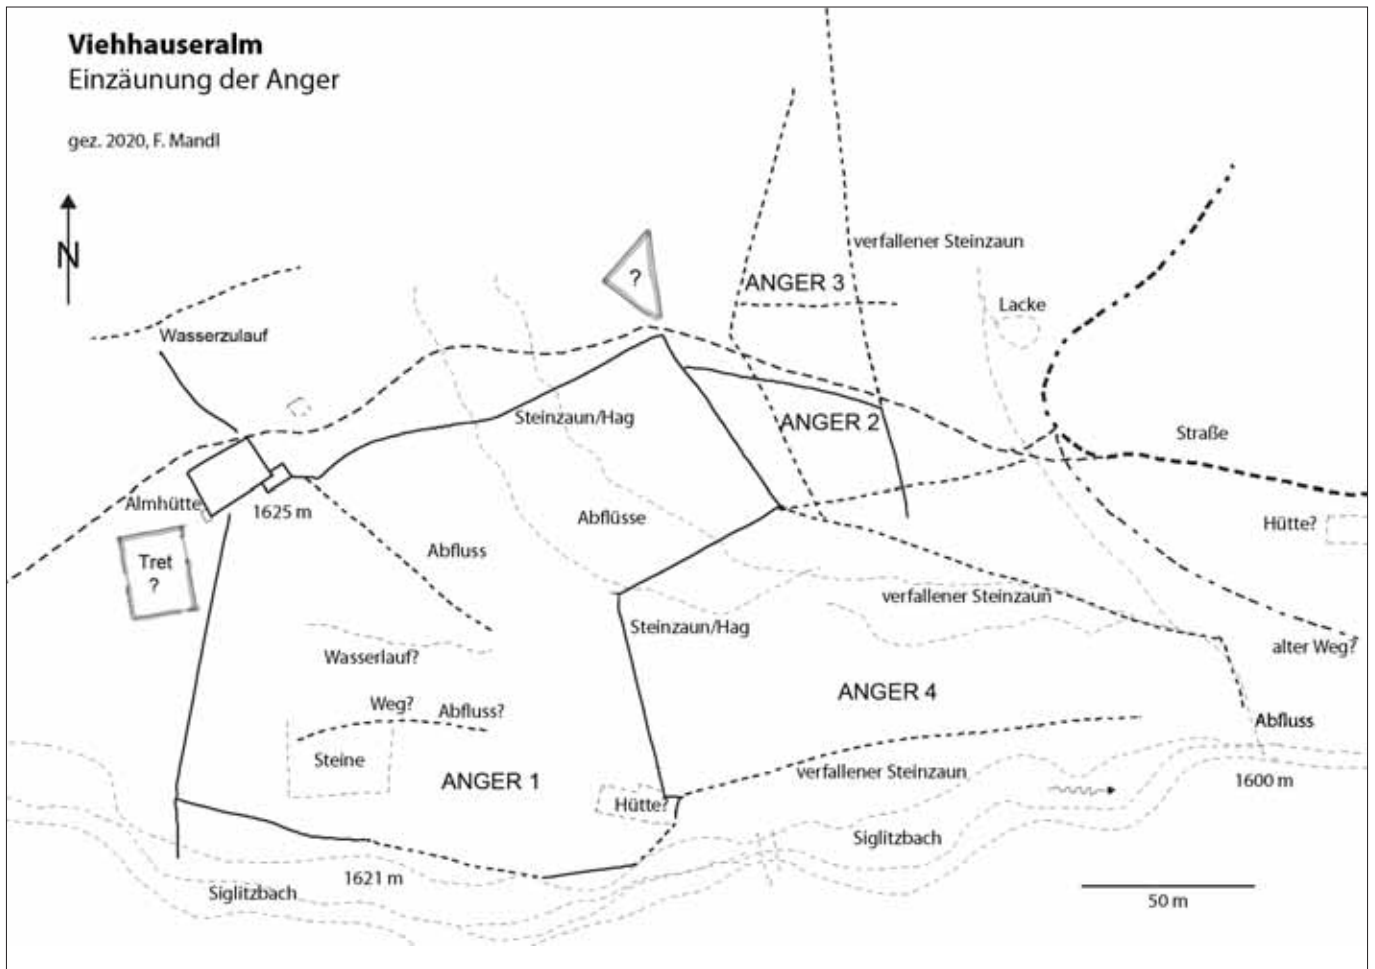 Viehhauseralm
Einzäunung der Anger
gez. 2020, F. Mandl
N
?
verfallener Steinzaun
ANGER 3
Lacke
Wasserzulauf
Steinzaun/Hag
ANGER 2
Straße
Almhütte
1625 m
Abflüsse
Hütte?
Abfluss
Tret
?
verfallener Steinzaun
Steinzaun/Hag
Wasserlauf?
alter Weg?
ANGER 4
Weg?
Abfluss?
Abfluss
Steine
ANGER 1
verfallener Steinzaun
1600 m
Hütte?
Siglitzbach
1621 m
Siglitzbach
50 m